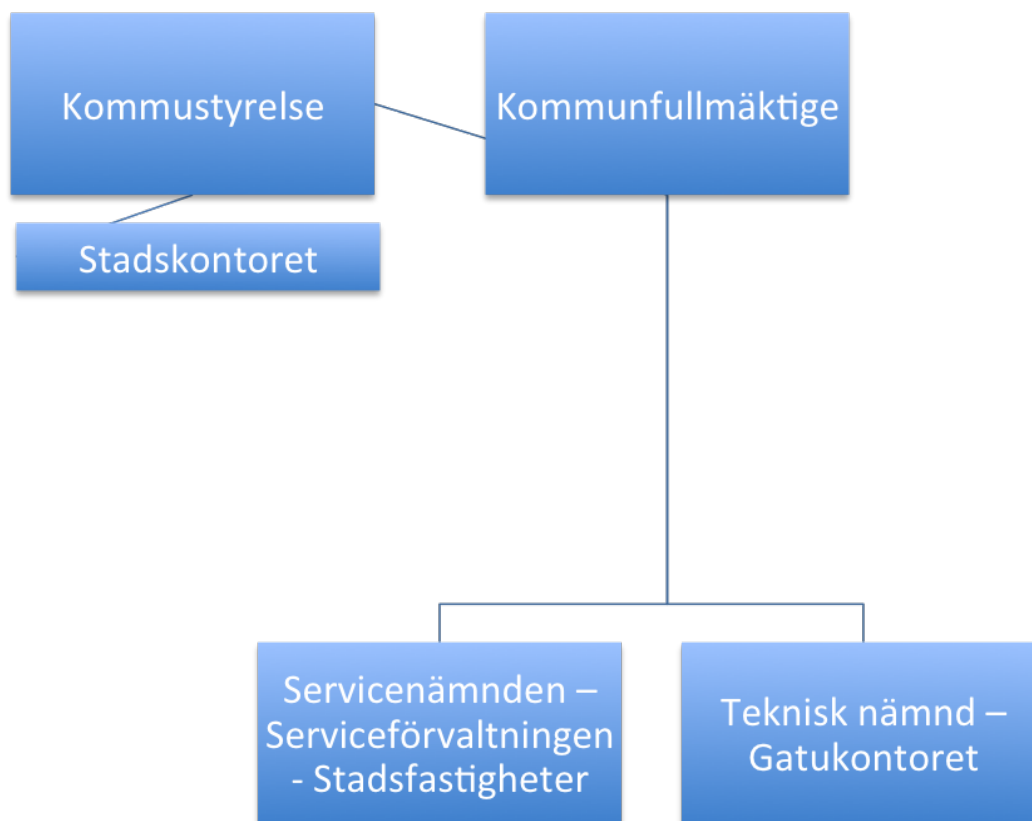 Kommustyrelse
Kommunfullmäktige
Stadskontoret
Servicenämnden –
Serviceförvaltningen
- Stadsfastigheter
Teknisk nämnd –
Gatukontoret